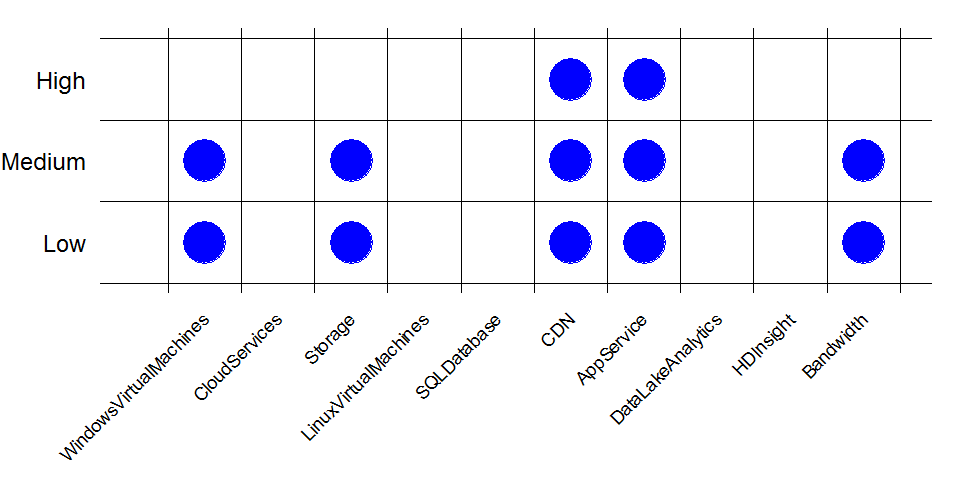 High
Medium
Low
WindowsVirtualMachines
CloudServices
Storage
LinuxVirtualMachines
SQLDatabase
CDN
AppService
DataLakeAnalytics
HDInsight
Bandwidth